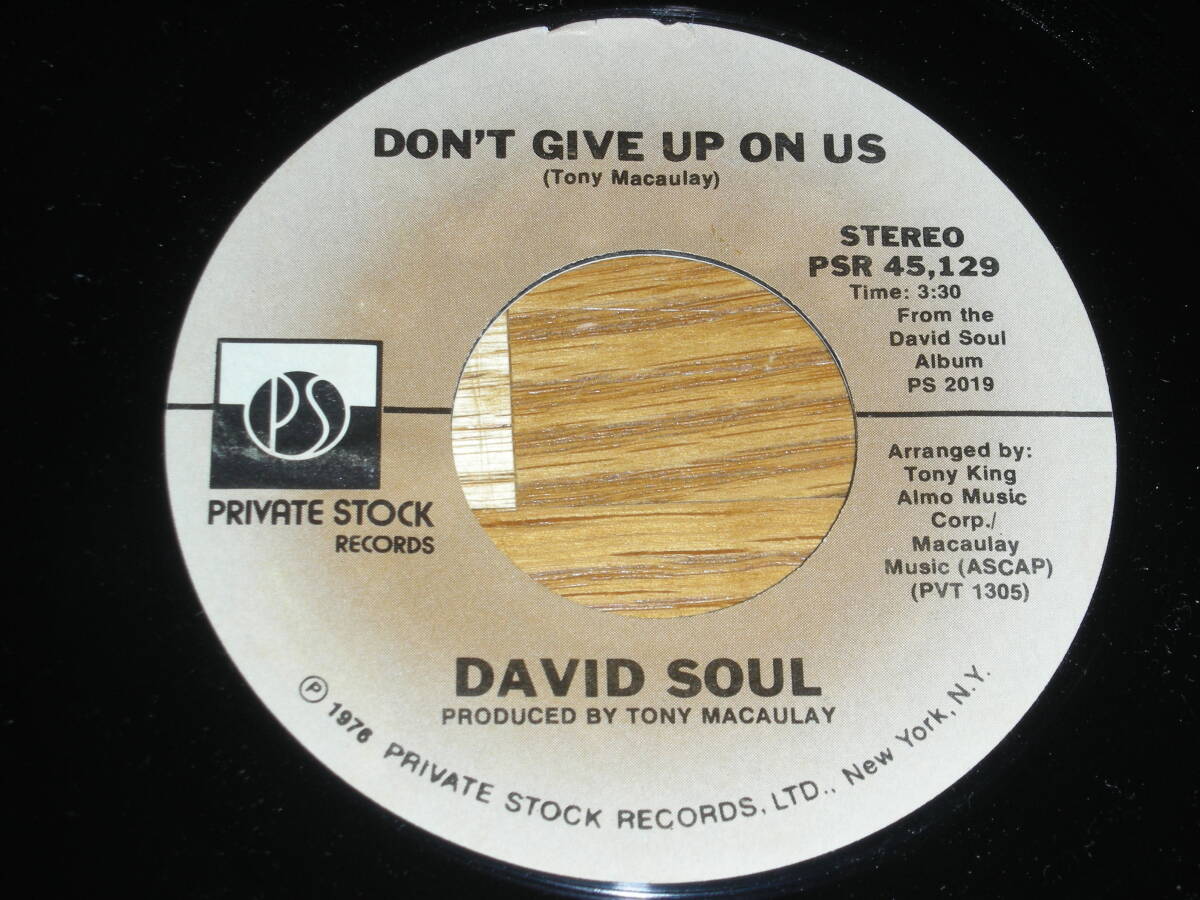 DON'T GIVE UP ON US
(Tony Macaulay)
STEREO
PSR 45,129
Time: 3:30
From the
David Soul
Album
PS 2019
PS
PRIVATE STOCK
RECORDS
Arranged by:
Tony King
Almo Music
Corp./
Macaulay
Music (ASCAP)
(PVT 1305)
DAVID SOUL
PRODUCED BY TONY MACAULAY
Ⓟ 1976 PRIVATE STOCK RECORDS, LTD., New York, N.Y.